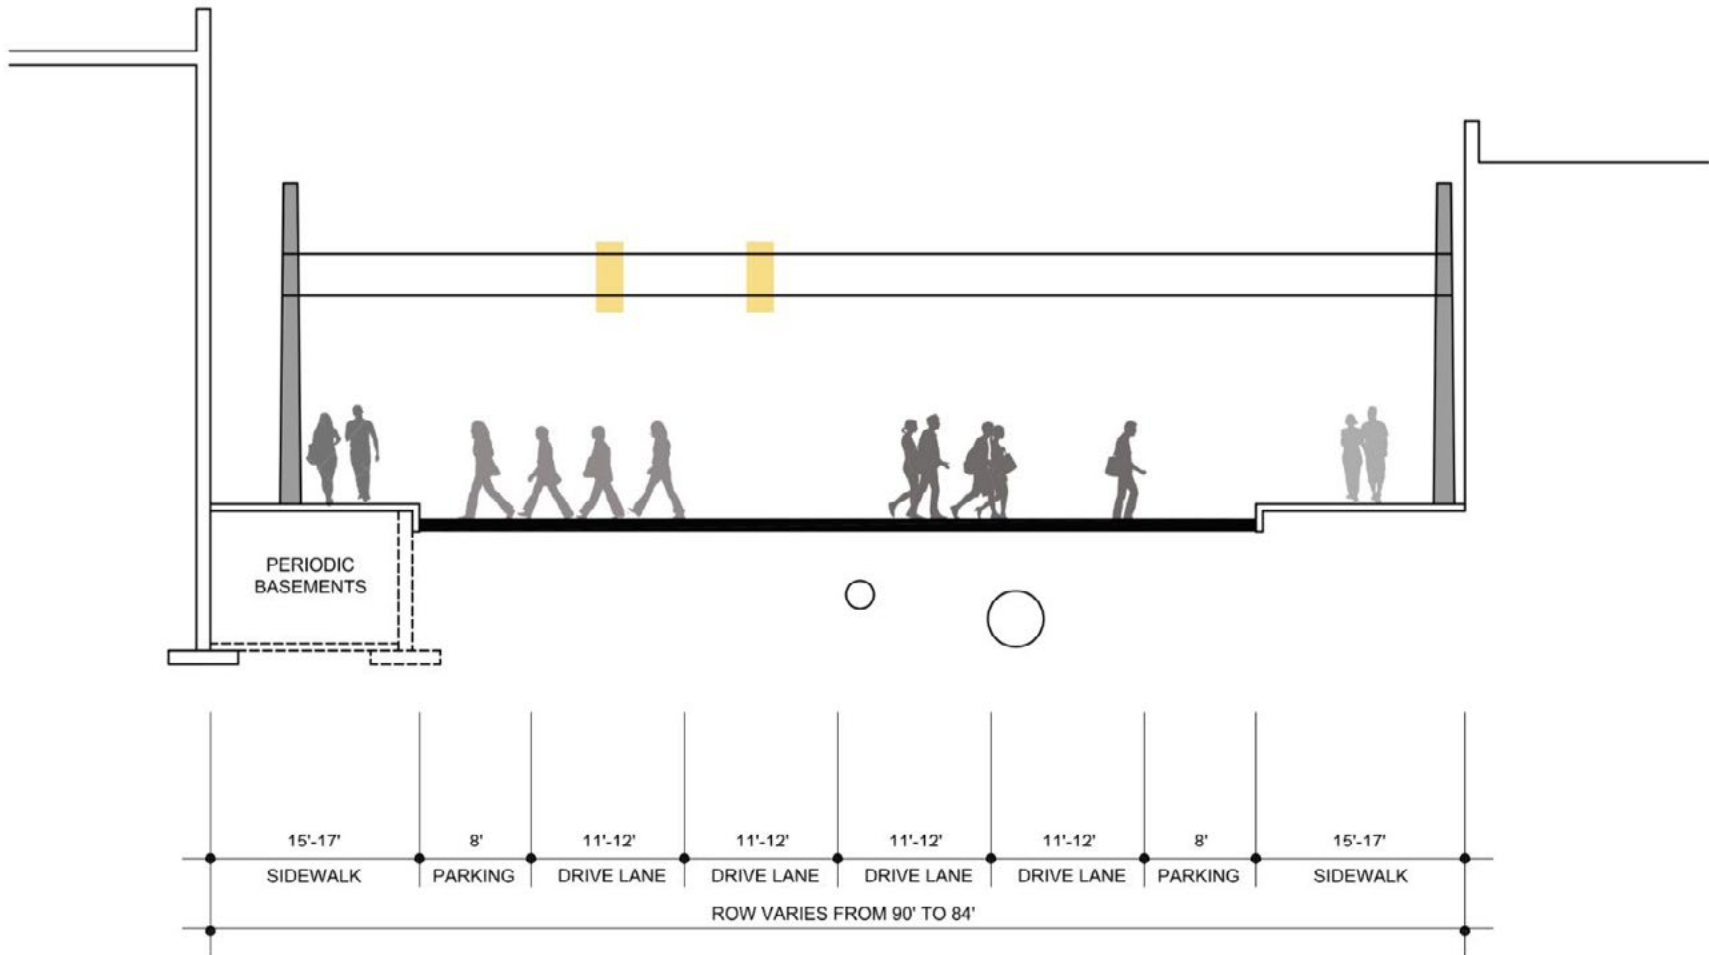 PERIODIC
BASEMENTS
15'-17' 8' 11'-12' 11'-12' 11'-12' 11'-12' 8' 15'-17'
SIDEWALK PARKING DRIVE LANE DRIVE LANE DRIVE LANE DRIVE LANE PARKING SIDEWALK
ROW VARIES FROM 90' TO 84'